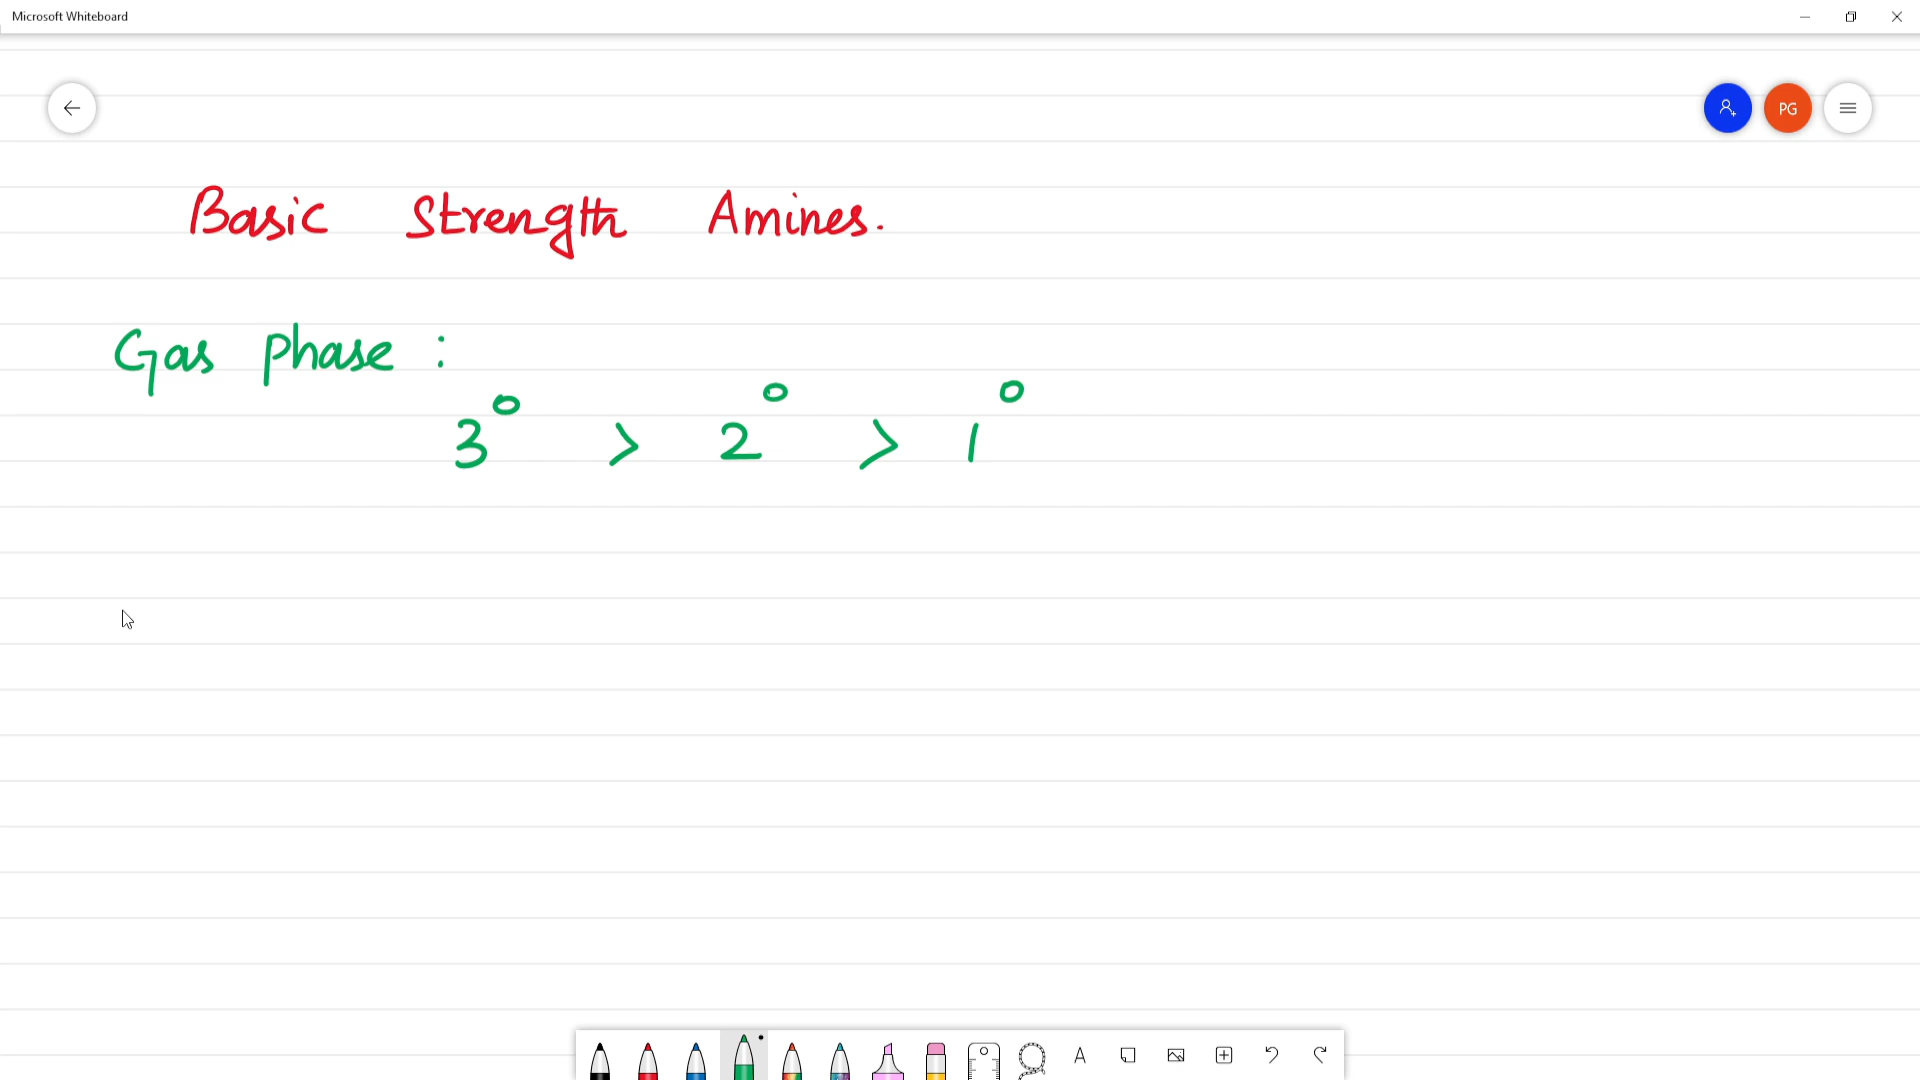 Microsoft Whiteboard
PG
Basic Strength Amines.
Gas phase :
3° > 2° > 1°
A